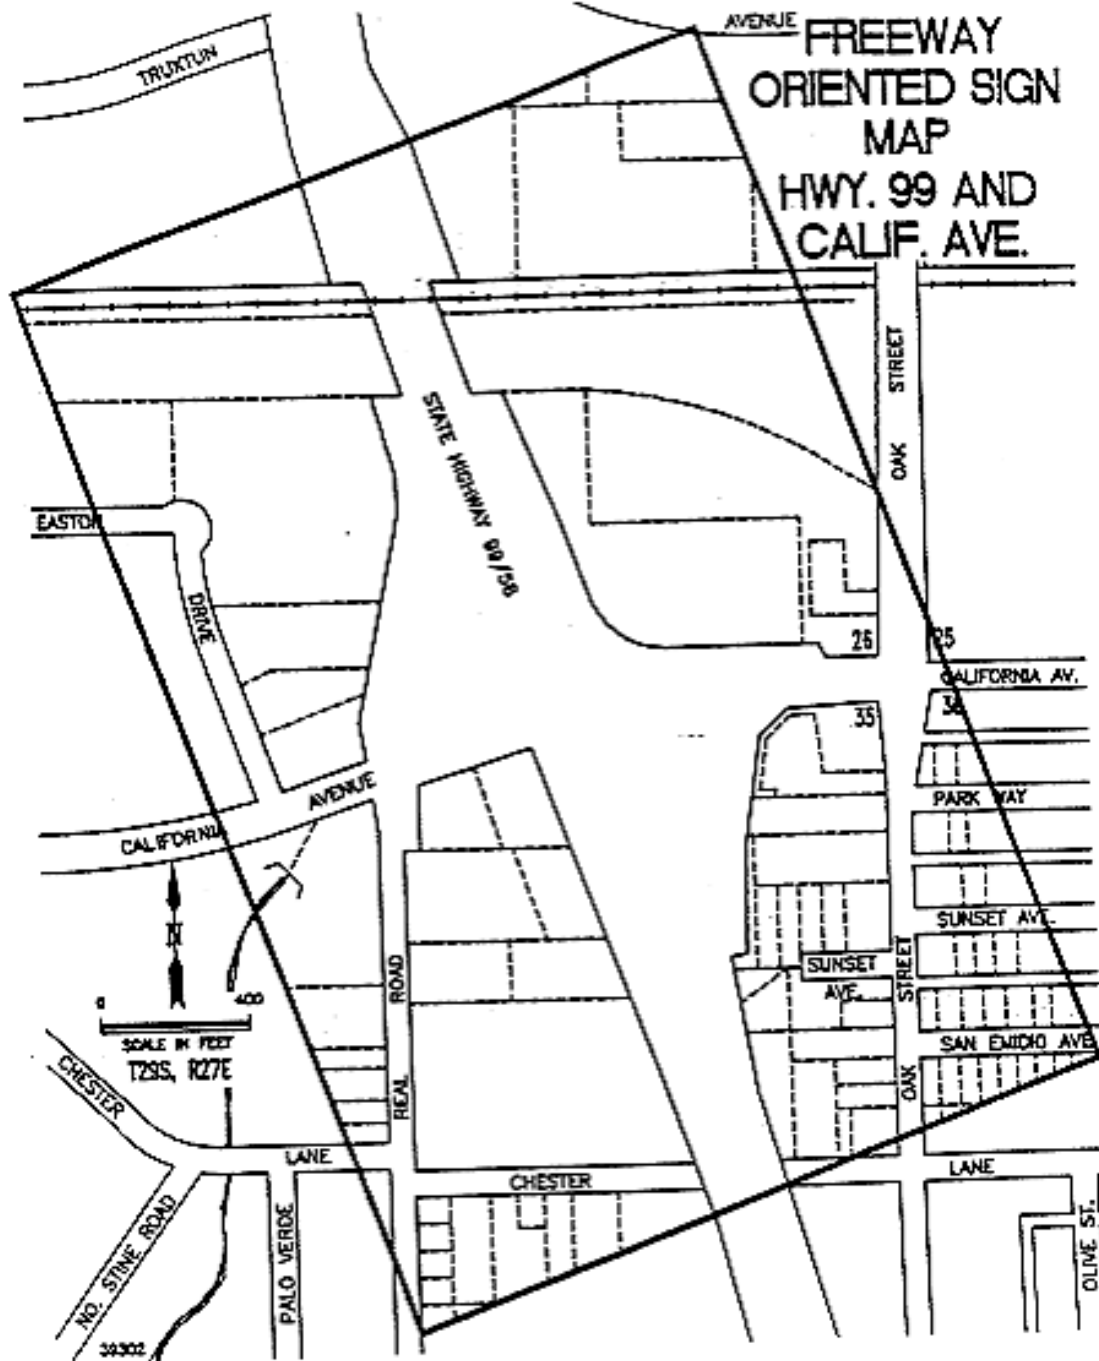 AVENUE
FREEWAY
ORIENTED SIGN
MAP
HWY. 99 AND
CALIF. AVE.
TRUXTUN
STREET
OAK
STATE HIGHWAY 99/58
EASTON
DRIVE
26
25
CALIFORNIA AV.
35
36
AVENUE
CALIFORNIA
PARK WAY
SUNSET AVE.
N
SUNSET
AVE.
STREET
OAK
ROAD
REAL
0 400
SCALE IN FEET
T29S, R27E
SAN EMIDIO AVE
CHESTER
LANE
CHESTER
LANE
NO. STINE ROAD
PALO VERDE
OLIVE ST.
39302